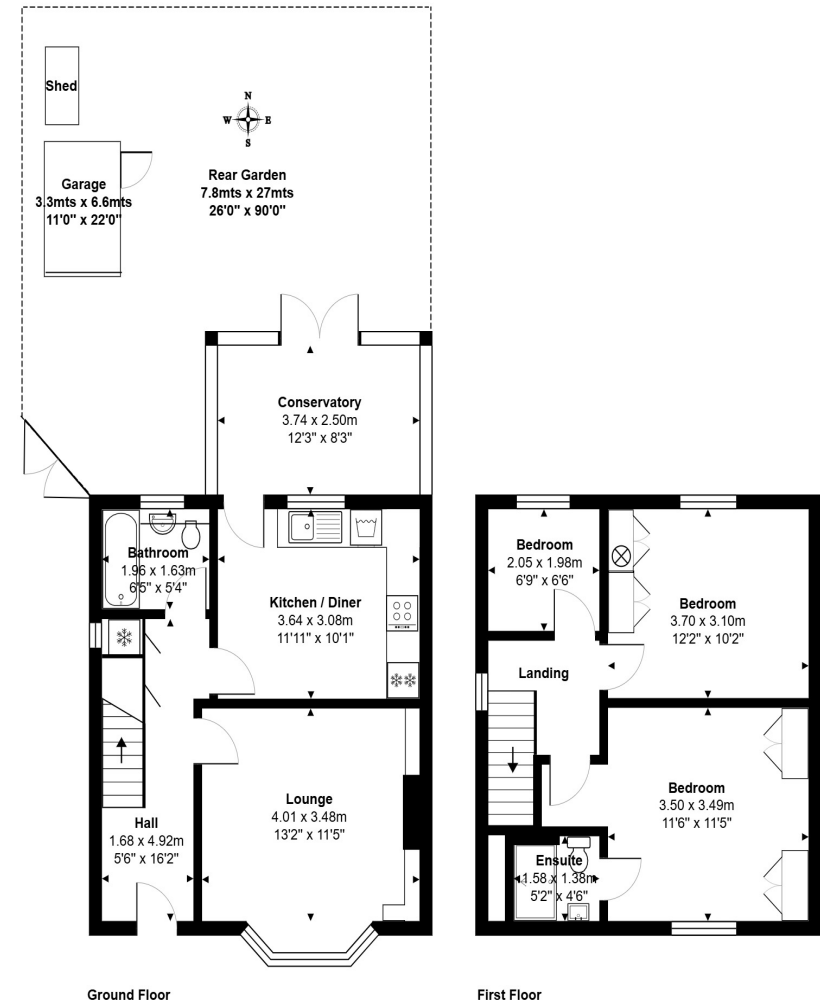 Shed
N
W E
S
Garage
3.3mts x 6.6mts
11'0" x 22'0"
Rear Garden
7.8mts x 27mts
26'0" x 90'0"
Conservatory
3.74 x 2.50m
12'3" x 8'3"
Bathroom
1.96 x 1.63m
6'5" x 5'4"
Kitchen / Diner
3.64 x 3.08m
11'11" x 10'1"
Lounge
4.01 x 3.48m
13'2" x 11'5"
Hall
1.68 x 4.92m
5'6" x 16'2"
Ground Floor
Bedroom
2.05 x 1.98m
6'9" x 6'6"
Bedroom
3.70 x 3.10m
12'2" x 10'2"
Landing
Bedroom
3.50 x 3.49m
11'6" x 11'5"
Ensuite
1.58 x 1.38m
5'2" x 4'6"
First Floor